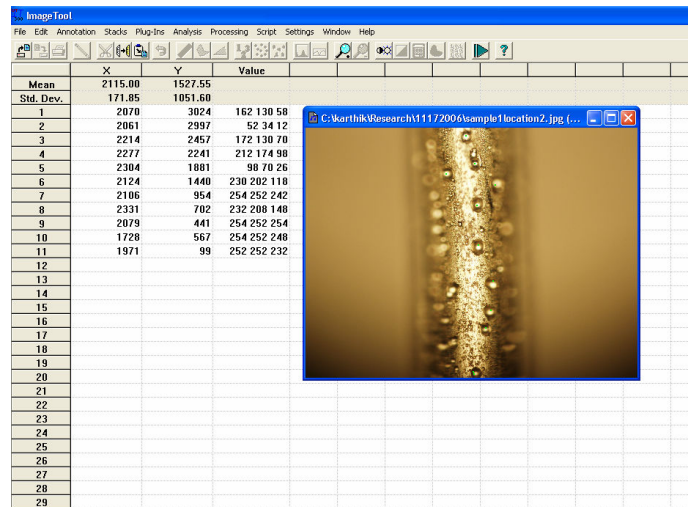 ImageTool
File Edit Annotation Stacks Plug-Ins Analysis Processing Script Settings Window Help
X Y Value
Mean 2115.00 1527.55
Std. Dev. 171.85 1051.60
1 2070 3024 162 130 58
2 2061 2997 52 34 12
3 2214 2457 172 130 70
4 2277 2241 212 174 98
5 2304 1881 98 70 26
6 2124 1440 230 202 118
7 2106 954 254 252 242
8 2331 702 232 208 148
9 2079 441 254 252 254
10 1728 567 254 252 248
11 1971 99 252 252 232
12
13
14
15
16
17
18
19
20
21
22
23
24
25
26
27
28
29
C:\karthik\Research\11172006\sample1location2.jpg (...